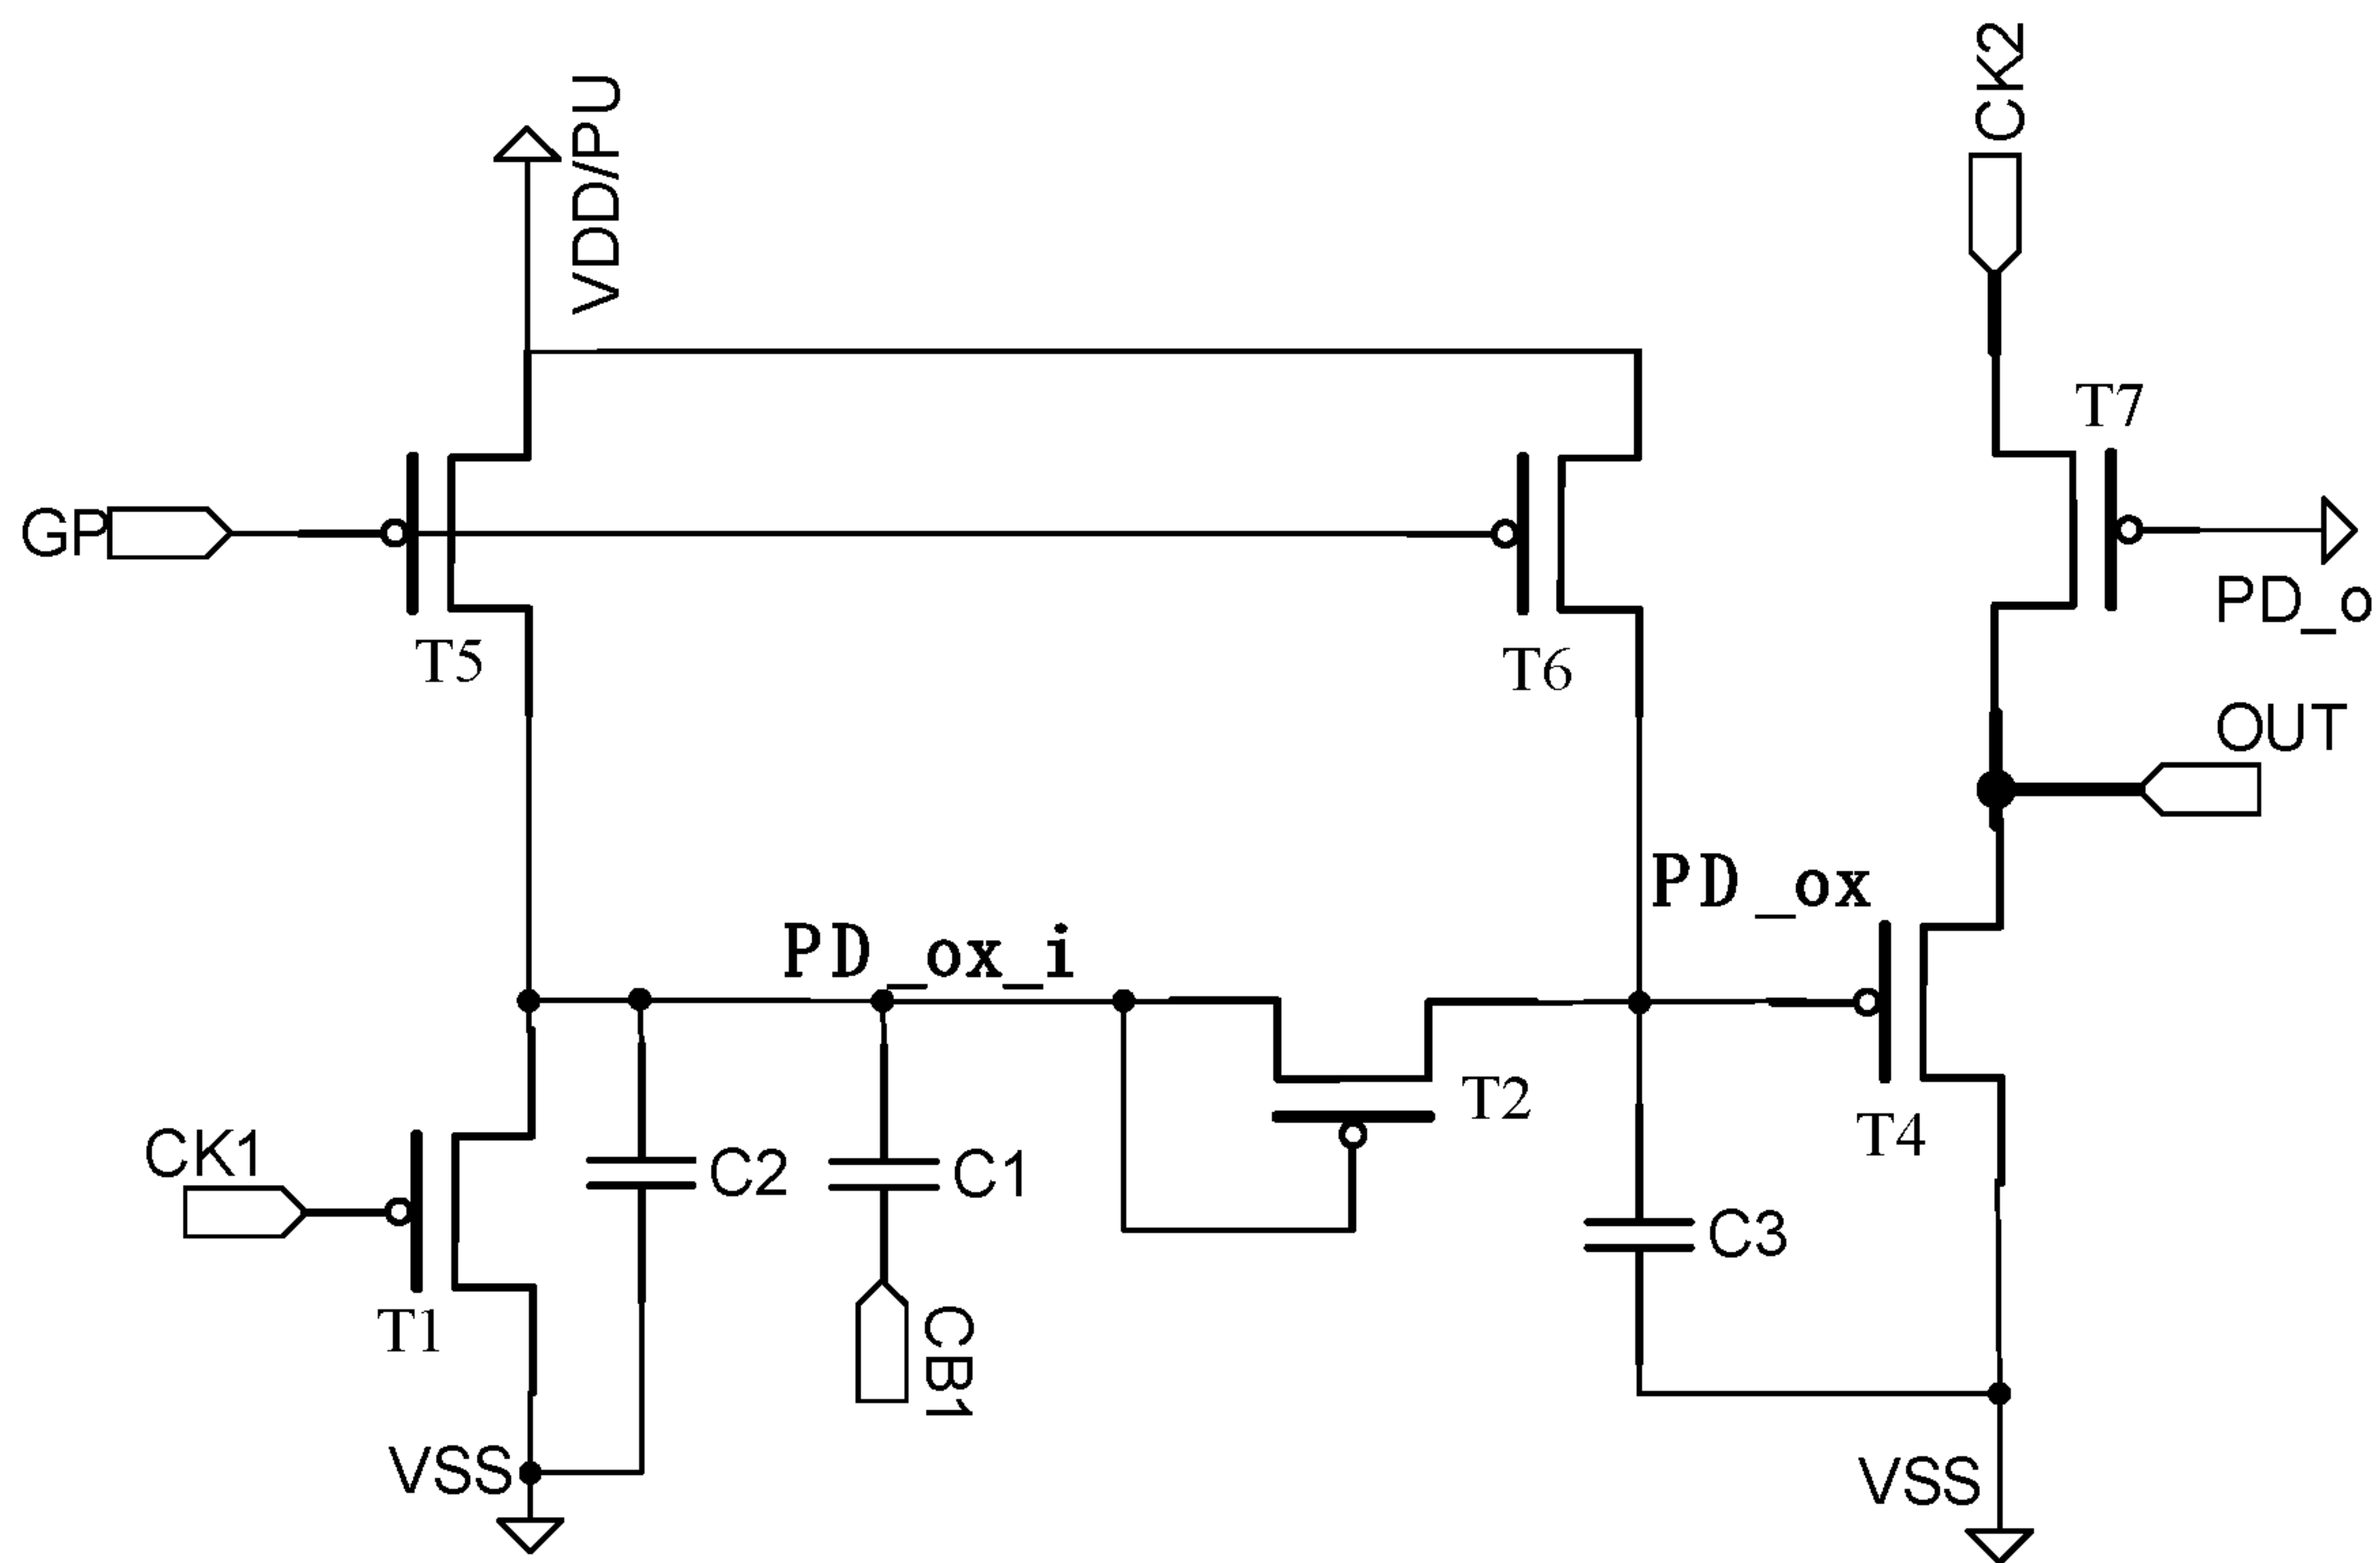 CK2
VDD/PU
T7
GP
PD_o
T5
T6
OUT
PD_ox
PD_ox_i
T2
T4
CK1
C2
C1
C3
T1
CB1
VSS
VSS